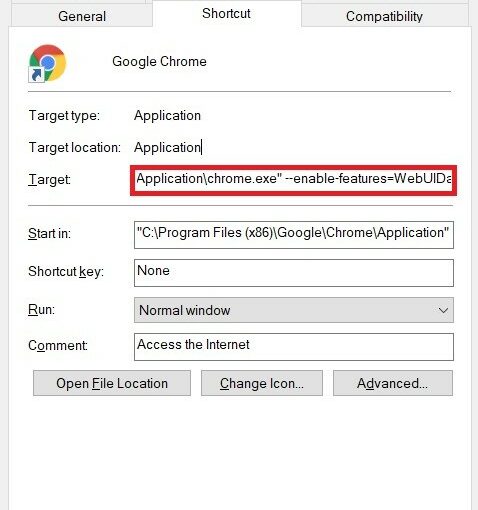 General Shortcut Compatibility
Google Chrome
Target type: Application
Target location: Application
Target: Application\chrome.exe" --enable-features=WebUIDa
Start in: "C:\Program Files (x86)\Google\Chrome\Application"
Shortcut key: None
Run: Normal window
Comment: Access the Internet
Open File Location Change Icon... Advanced...